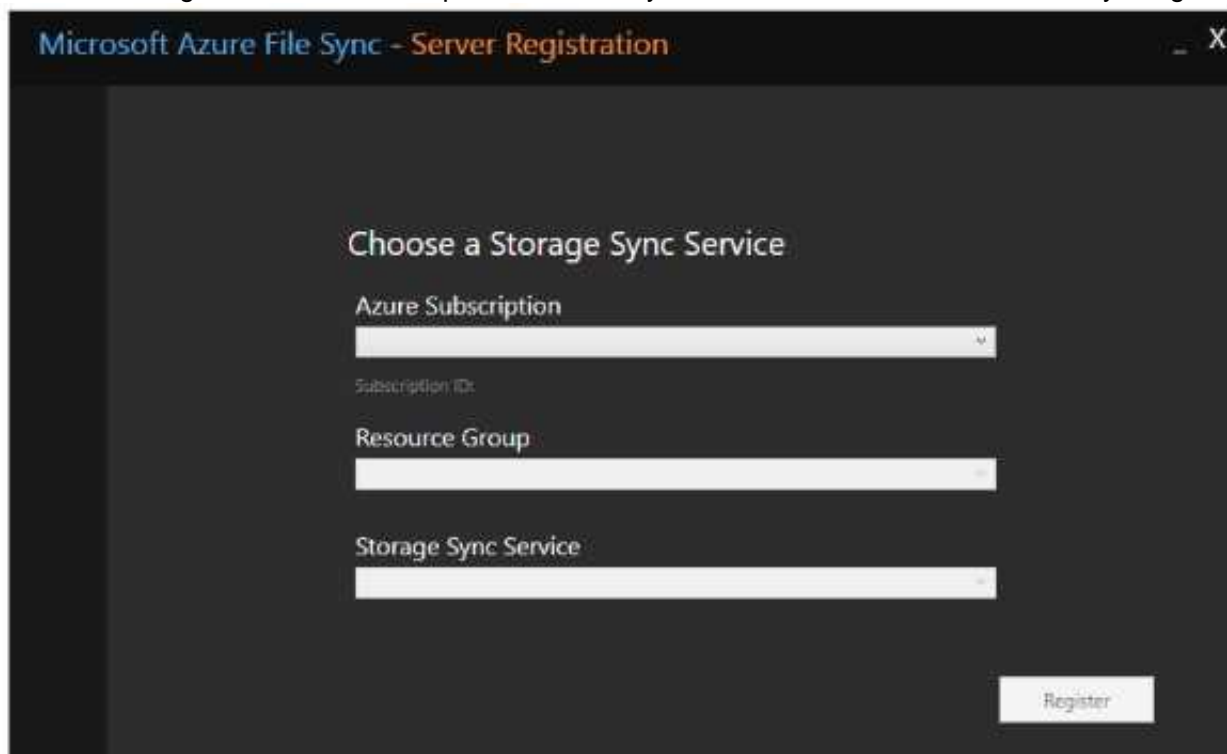 Microsoft Azure File Sync - Server Registration
_ X
Choose a Storage Sync Service
Azure Subscription
Subscription ID:
Resource Group
Storage Sync Service
Register